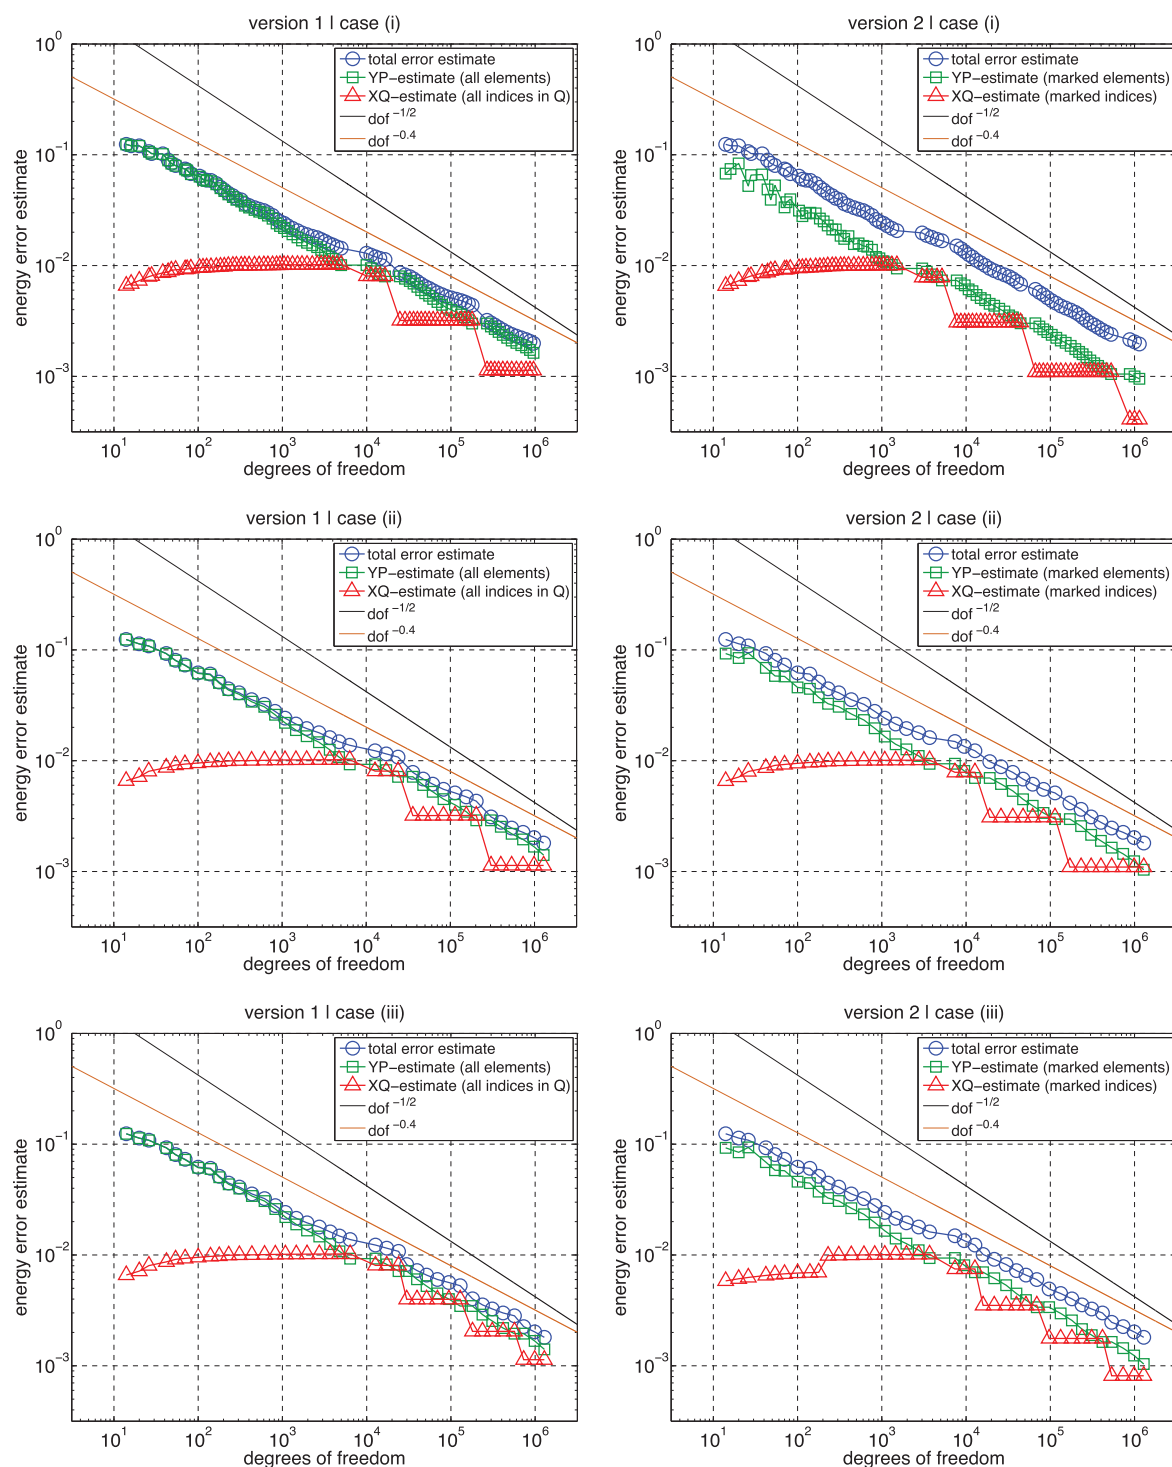 version 1 | case (i)
10^0
10^-1
10^-2
10^-3
energy error estimate
total error estimate
YP−estimate (all elements)
XQ−estimate (all indices in Q)
dof^-1/2
dof^-0.4
10^1 10^2 10^3 10^4 10^5 10^6
degrees of freedom
version 2 | case (i)
10^0
10^-1
10^-2
10^-3
energy error estimate
total error estimate
YP−estimate (marked elements)
XQ−estimate (marked indices)
dof^-1/2
dof^-0.4
10^1 10^2 10^3 10^4 10^5 10^6
degrees of freedom
version 1 | case (ii)
10^0
10^-1
10^-2
10^-3
energy error estimate
total error estimate
YP−estimate (all elements)
XQ−estimate (all indices in Q)
dof^-1/2
dof^-0.4
10^1 10^2 10^3 10^4 10^5 10^6
degrees of freedom
version 2 | case (ii)
10^0
10^-1
10^-2
10^-3
energy error estimate
total error estimate
YP−estimate (marked elements)
XQ−estimate (marked indices)
dof^-1/2
dof^-0.4
10^1 10^2 10^3 10^4 10^5 10^6
degrees of freedom
version 1 | case (iii)
10^0
10^-1
10^-2
10^-3
energy error estimate
total error estimate
YP−estimate (all elements)
XQ−estimate (all indices in Q)
dof^-1/2
dof^-0.4
10^1 10^2 10^3 10^4 10^5 10^6
degrees of freedom
version 2 | case (iii)
10^0
10^-1
10^-2
10^-3
energy error estimate
total error estimate
YP−estimate (marked elements)
XQ−estimate (marked indices)
dof^-1/2
dof^-0.4
10^1 10^2 10^3 10^4 10^5 10^6
degrees of freedom